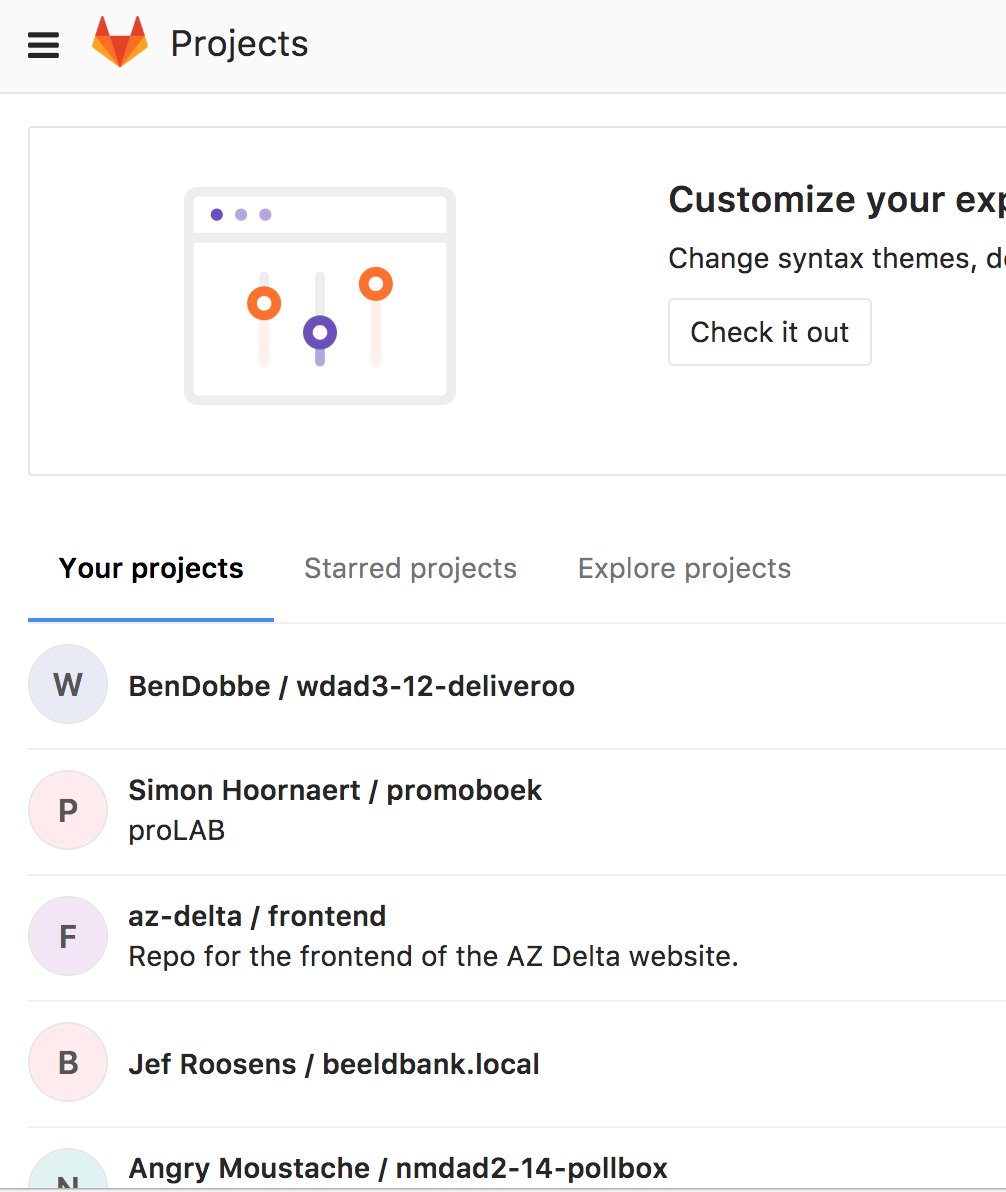 Projects
Customize your exp
Change syntax themes, de
Check it out
Your projects Starred projects Explore projects
W
BenDobbe / wdad3-12-deliveroo
P
Simon Hoornaert / promoboek
proLAB
F
az-delta / frontend
Repo for the frontend of the AZ Delta website.
B
Jef Roosens / beeldbank.local
N
Angry Moustache / nmdad2-14-pollbox